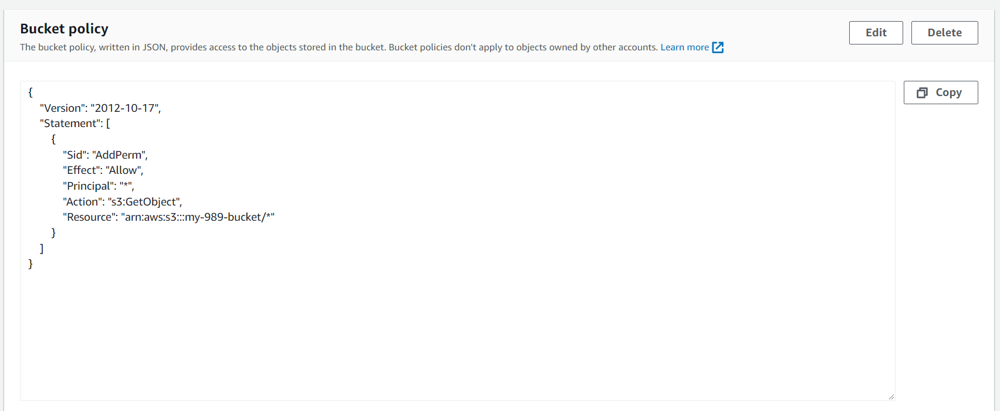 Bucket policy
Edit
Delete
The bucket policy, written in JSON, provides access to the objects stored in the bucket. Bucket policies don't apply to objects owned by other accounts. Learn more
Copy
{
"Version": "2012-10-17",
"Statement": [
{
"Sid": "AddPerm",
"Effect": "Allow",
"Principal": "*",
"Action": "s3:GetObject",
"Resource": "arn:aws:s3:::my-989-bucket/*"
}
]
}